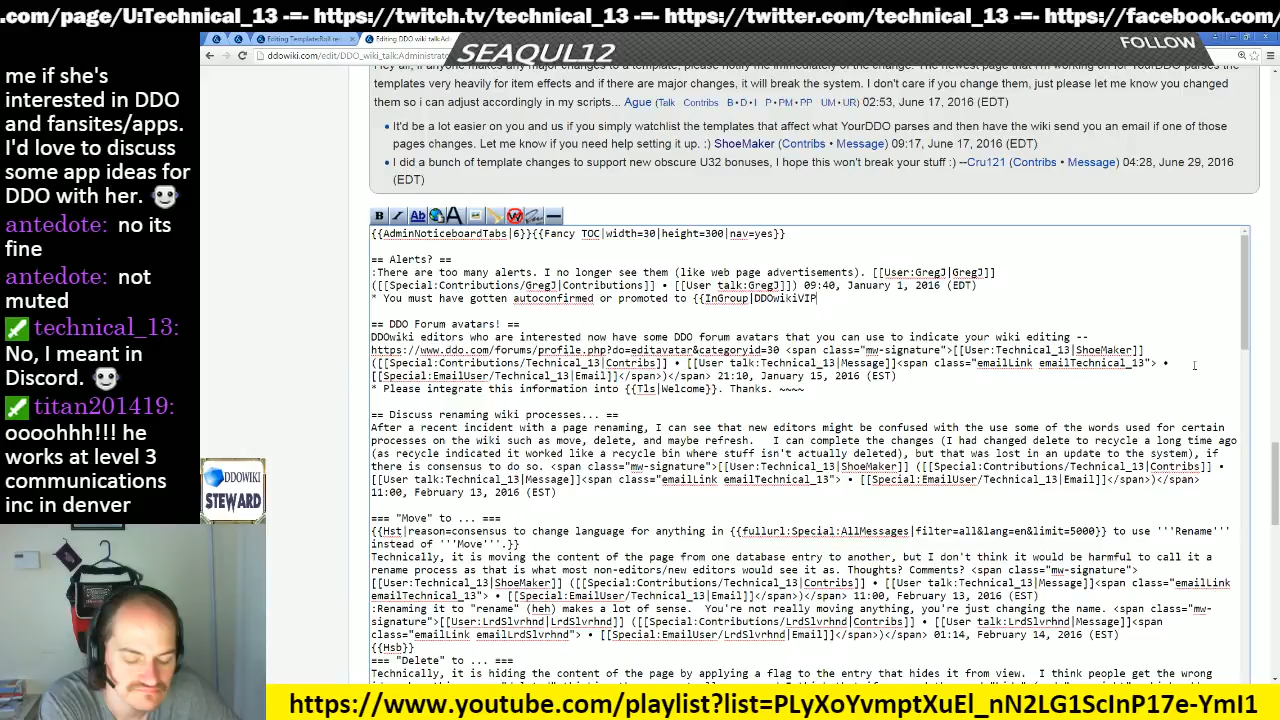 .com/page/U:Technical_13 -=- https://twitch.tv/technical_13 -=- https://twitter.com/technical_13 -=- https://facebook.com/
Editing Template:Roll
Editing DDO wiki talk:Ad
ddowiki.com/edit/DDO_wiki_talk:Administrato
SEAQUL12
FOLLOW
me if she's
interested in DDO
and fansites/apps.
I'd love to discuss
some app ideas for
DDO with her.
antedote: no its
fine
antedote: not
muted
technical_13:
No, I meant in
Discord.
titan201419:
oooohhh!!! he
works at level 3
communications
inc in denver
DDOWIKI
STEWARD
templates very heavily for item effects and if there are major changes, it will break the system. I don't care if you change them, just please let me know you changed
them so i can adjust accordingly in my scripts... Ague (Talk Contribs B • D • I P • PM • PP UM • UR) 02:53, June 17, 2016 (EDT)
It'd be a lot easier on you and us if you simply watchlist the templates that affect what YourDDO parses and then have the wiki send you an email if one of those
pages changes. Let me know if you need help setting it up. :) ShoeMaker (Contribs • Message) 09:17, June 17, 2016 (EDT)
I did a bunch of template changes to support new obscure U32 bonuses, I hope this won't break your stuff :) --Cru121 (Contribs • Message) 04:28, June 29, 2016
(EDT)
{{AdminNoticeboardTabs|6}}{{Fancy TOC|width=30|height=300|nav=yes}}
== Alerts? ==
:There are too many alerts. I no longer see them (like web page advertisements). [[User:GregJ|GregJ]]
([[Special:Contributions/GregJ|Contributions]] • [[User talk:GregJ]]) 09:40, January 1, 2016 (EDT)
* You must have gotten autoconfirmed or promoted to {{InGroup|DDOwikiVIP
== DDO Forum avatars! ==
DDOwiki editors who are interested now have some DDO forum avatars that you can use to indicate your wiki editing --
https://www.ddo.com/forums/profile.php?do=editavatar&categoryid=30 <span class="mw-signature">[[User:Technical_13|ShoeMaker]]
([[Special:Contributions/Technical_13|Contribs]] • [[User talk:Technical_13|Message]]<span class="emailLink emailTechnical_13"> •
[[Special:EmailUser/Technical_13|Email]]</span>)</span> 21:10, January 15, 2016 (EST)
* Please integrate this information into {{Tls|Welcome}}. Thanks. ~~~~
== Discuss renaming wiki processes... ==
After a recent incident with a page renaming, I can see that new editors might be confused with the use some of the words used for certain
processes on the wiki such as move, delete, and maybe refresh. I can complete the changes (I had changed delete to recycle a long time ago
(as recycle indicated it worked like a recycle bin where stuff isn't actually deleted), but that was lost in an update to the system), if
there is consensus to do so. <span class="mw-signature">[[User:Technical_13|ShoeMaker]] ([[Special:Contributions/Technical_13|Contribs]] •
[[User talk:Technical_13|Message]]<span class="emailLink emailTechnical_13"> • [[Special:EmailUser/Technical_13|Email]]</span>)</span>
11:00, February 13, 2016 (EST)
=== "Move" to ... ===
{{Hst|reason=consensus to change language for anything in {{fullurl:Special:AllMessages|filter=all&lang=en&limit=5000}} to use '''Rename'''
instead of '''Move'''.}}
Technically, it is moving the content of the page from one database entry to another, but I don't think it would be harmful to call it a
rename process as that is what most non-editors/new editors would see it as. Thoughts? Comments? <span class="mw-signature">
[[User:Technical_13|ShoeMaker]] ([[Special:Contributions/Technical_13|Contribs]] • [[User talk:Technical_13|Message]]<span class="emailLink
emailTechnical_13"> • [[Special:EmailUser/Technical_13|Email]]</span>)</span> 11:00, February 13, 2016 (EST)
:Renaming it to "rename" (heh) makes a lot of sense. You're not really moving anything, you're just changing the name. <span class="mw-
signature">[[User:LrdSlvrhnd|LrdSlvrhnd]] ([[Special:Contributions/LrdSlvrhnd|Contribs]] • [[User talk:LrdSlvrhnd|Message]]<span
class="emailLink emailLrdSlvrhnd"> • [[Special:EmailUser/LrdSlvrhnd|Email]]</span>)</span> 01:14, February 14, 2016 (EST)
{{Hsb}}
=== "Delete" to ... ===
Technically, it is hiding the content of the page by applying a flag to the entry that hides it from view. I think people get the wrong
https://www.youtube.com/playlist?list=PLyXoYvmptXuEl_nN2LG1ScInP17e-YmI1